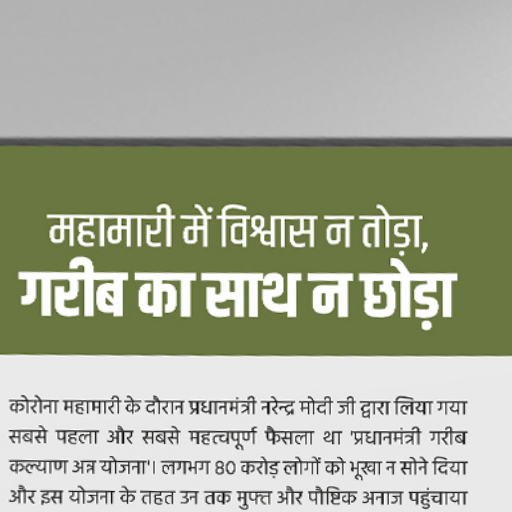 महामारी में विश्वास न तोड़ा,
गरीब का साथ न छोड़ा
कोरोना महामारी के दौरान प्रधानमंत्री नरेन्द्र मोदी जी द्वारा लिया गया
सबसे पहला और सबसे महत्वपूर्ण फैसला था 'प्रधानमंत्री गरीब
कल्याण अन्न योजना'। लगभग 80 करोड़ लोगों को भूखा न सोने दिया
और इस योजना के तहत उन तक मुफ्त और पौष्टिक अनाज पहुंचाया